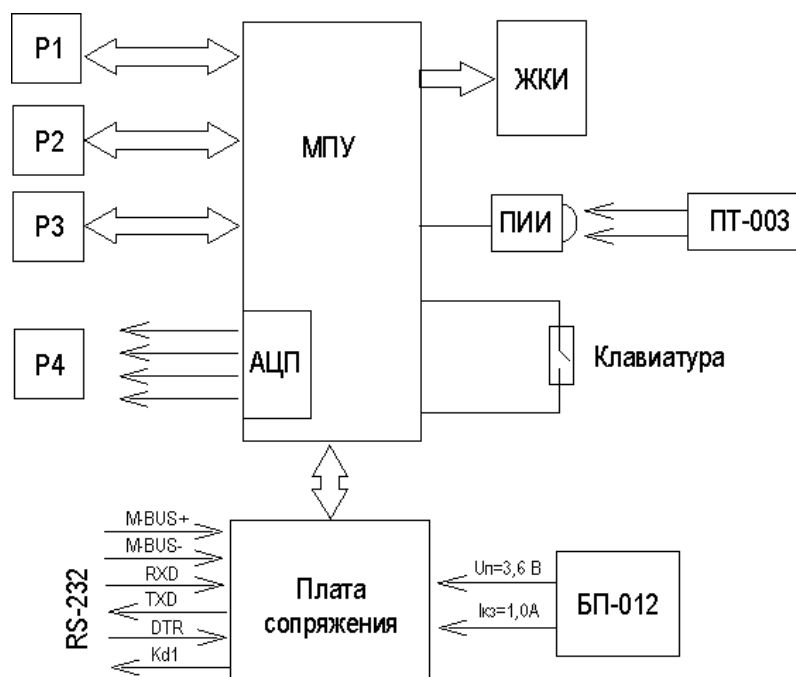 P1
P2
P3
P4
МПУ
АЦП
ЖКИ
ПИИ
ПТ-003
Клавиатура
RS-232
M-BUS+
M-BUS-
RXD
TXD
DTR
Kd1
Плата
сопряжения
Uп=3,6 В
Iкз=1,0А
БП-012